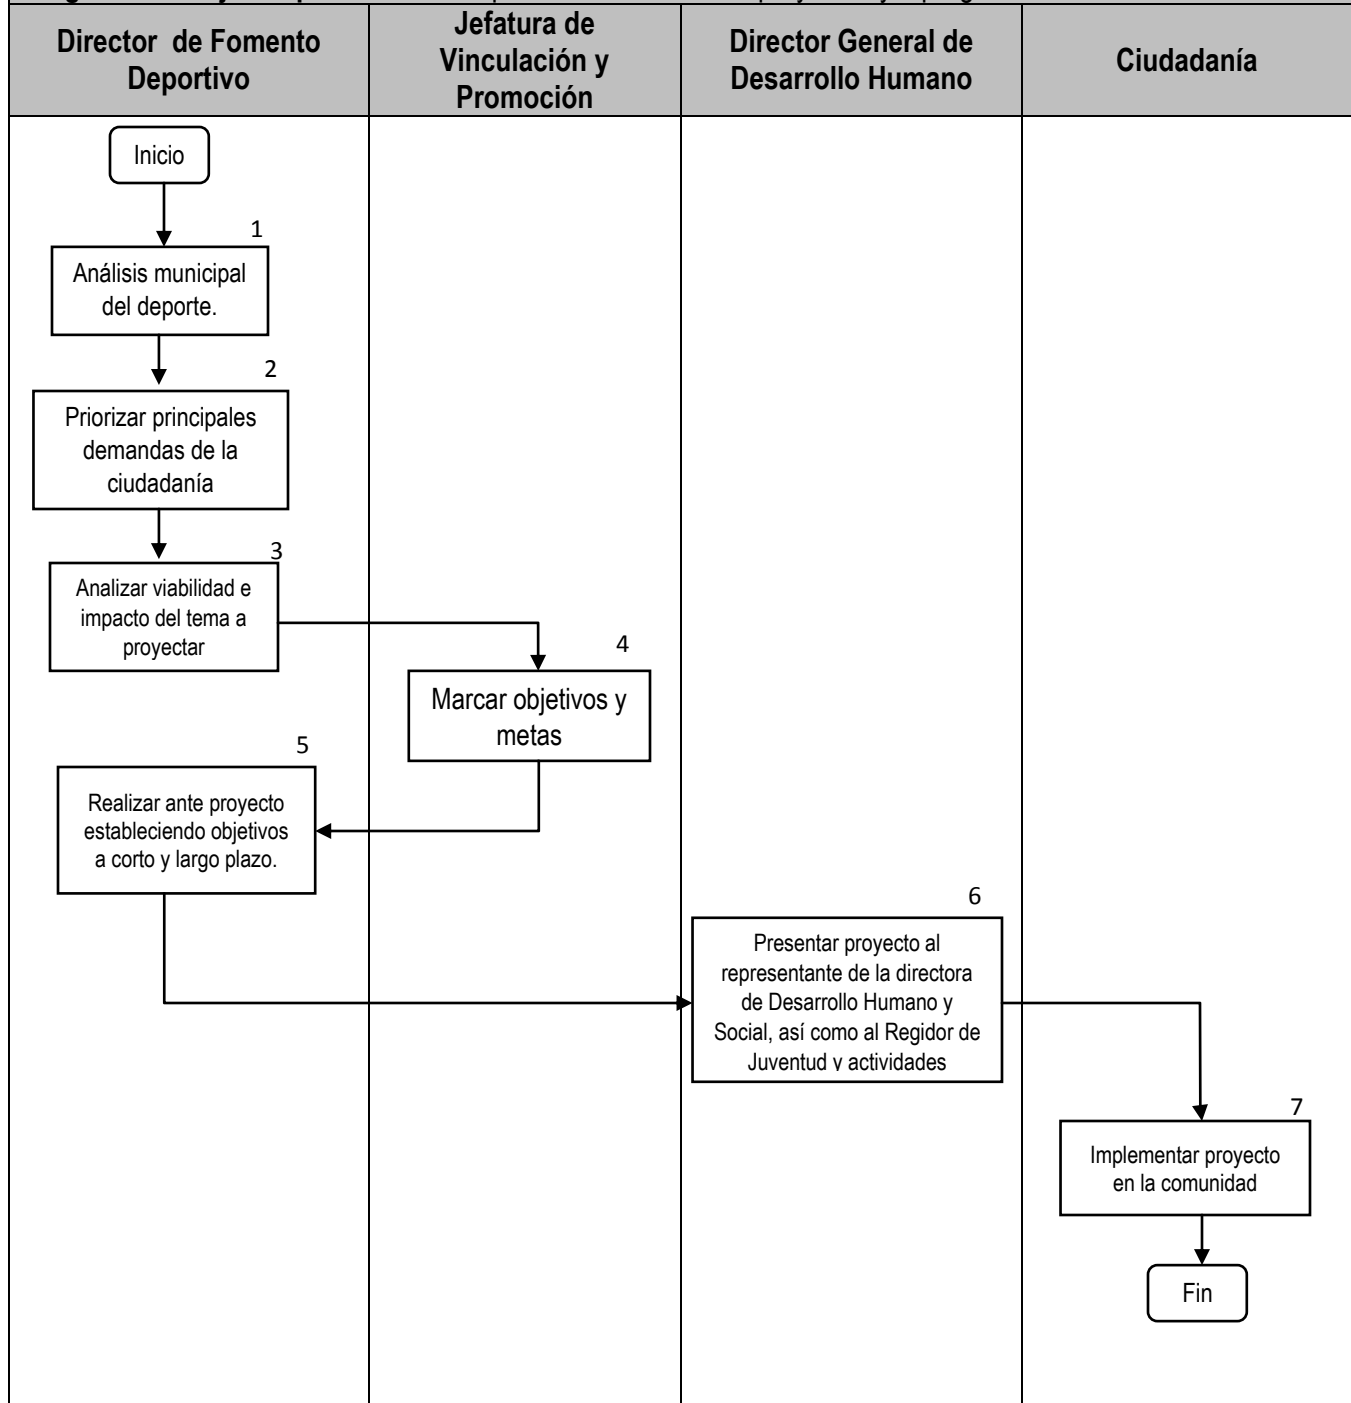 Director de Fomento
Deportivo
Jefatura de
Vinculación y
Promoción
Director General de
Desarrollo Humano
Ciudadanía
Inicio
1
Análisis municipal
del deporte.
2
Priorizar principales
demandas de la
ciudadanía
3
Analizar viabilidad e
impacto del tema a
proyectar
4
Marcar objetivos y
metas
5
Realizar ante proyecto
estableciendo objetivos
a corto y largo plazo.
6
Presentar proyecto al
representante de la directora
de Desarrollo Humano y
Social, así como al Regidor de
Juventud y actividades
7
Implementar proyecto
en la comunidad
Fin